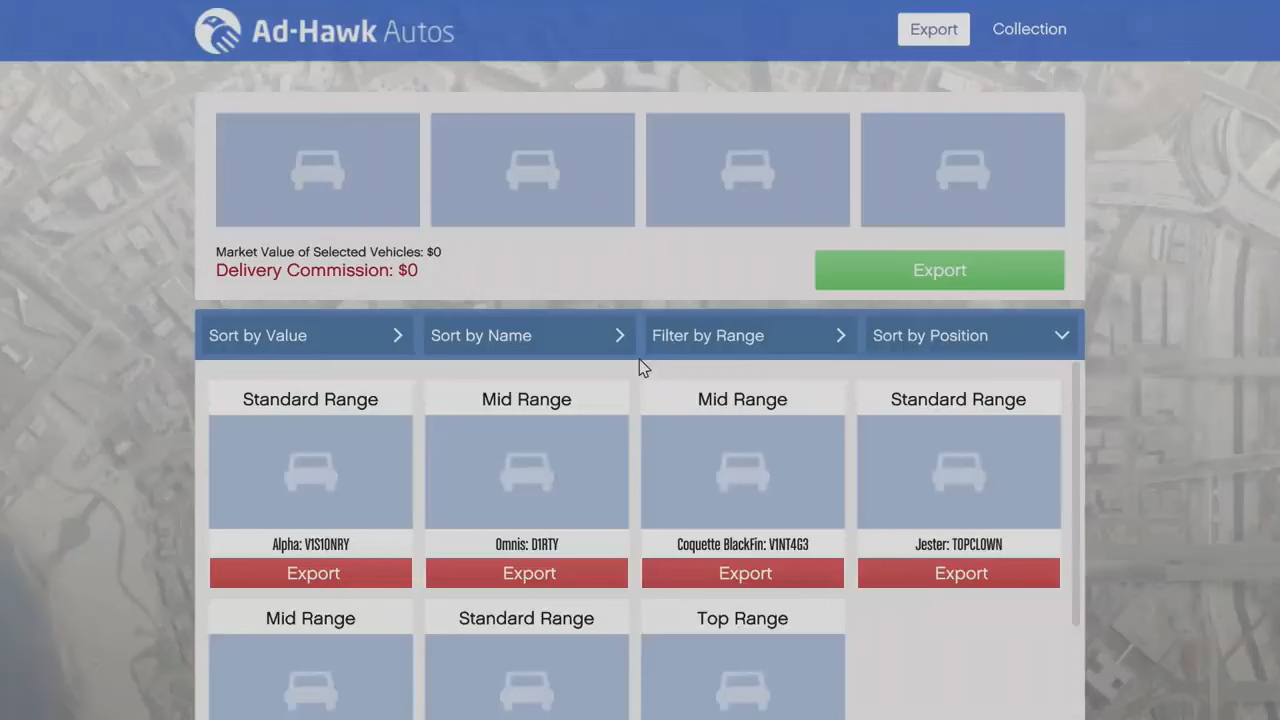 Ad-Hawk Autos
Export
Collection
Market Value of Selected Vehicles: $0
Delivery Commission: $0
Export
Sort by Value
Sort by Name
Filter by Range
Sort by Position
Standard Range
Mid Range
Mid Range
Standard Range
Alpha: V1S10NRY
Omnis: D1RTY
Coquette BlackFin: V1NT4G3
Jester: T0PCL0WN
Export
Export
Export
Export
Mid Range
Standard Range
Top Range